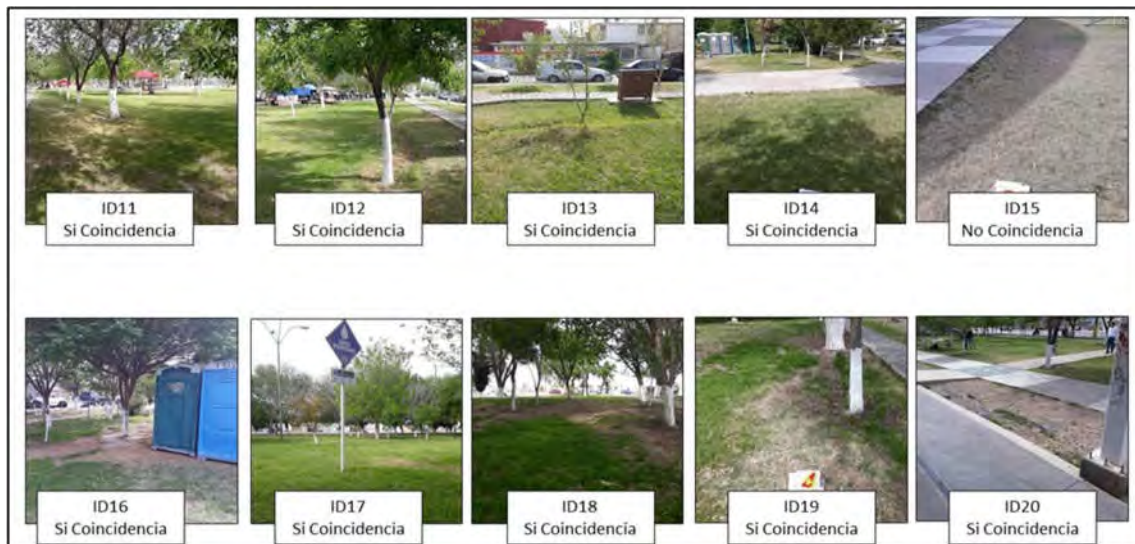 ID11
Si Coincidencia
ID12
Si Coincidencia
ID13
Si Coincidencia
ID14
Si Coincidencia
ID15
No Coincidencia
ID16
Si Coincidencia
ID17
Si Coincidencia
ID18
Si Coincidencia
ID19
Si Coincidencia
ID20
Si Coincidencia